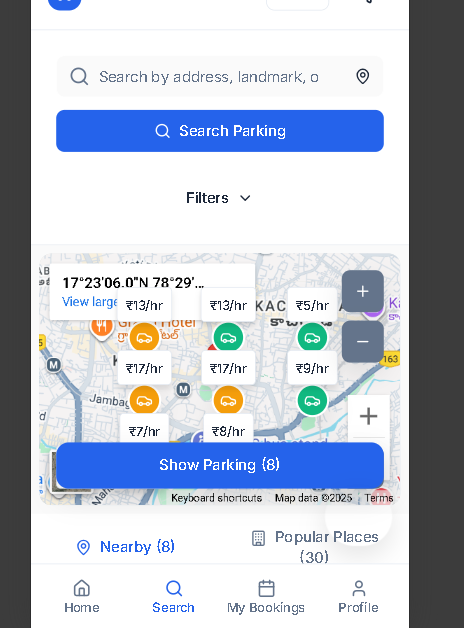 Search by address, landmark, o
Search Parking
Filters
17°23'06.0"N 78°29'...
View large
₹13/hr
₹13/hr
₹5/hr
163
₹17/hr
₹17/hr
₹9/hr
M
M
₹7/hr
₹8/hr
Show Parking (8)
Keyboard shortcuts
Map data ©2025
Terms
Nearby (8)
Popular Places
(30)
Home
Search
My Bookings
Profile